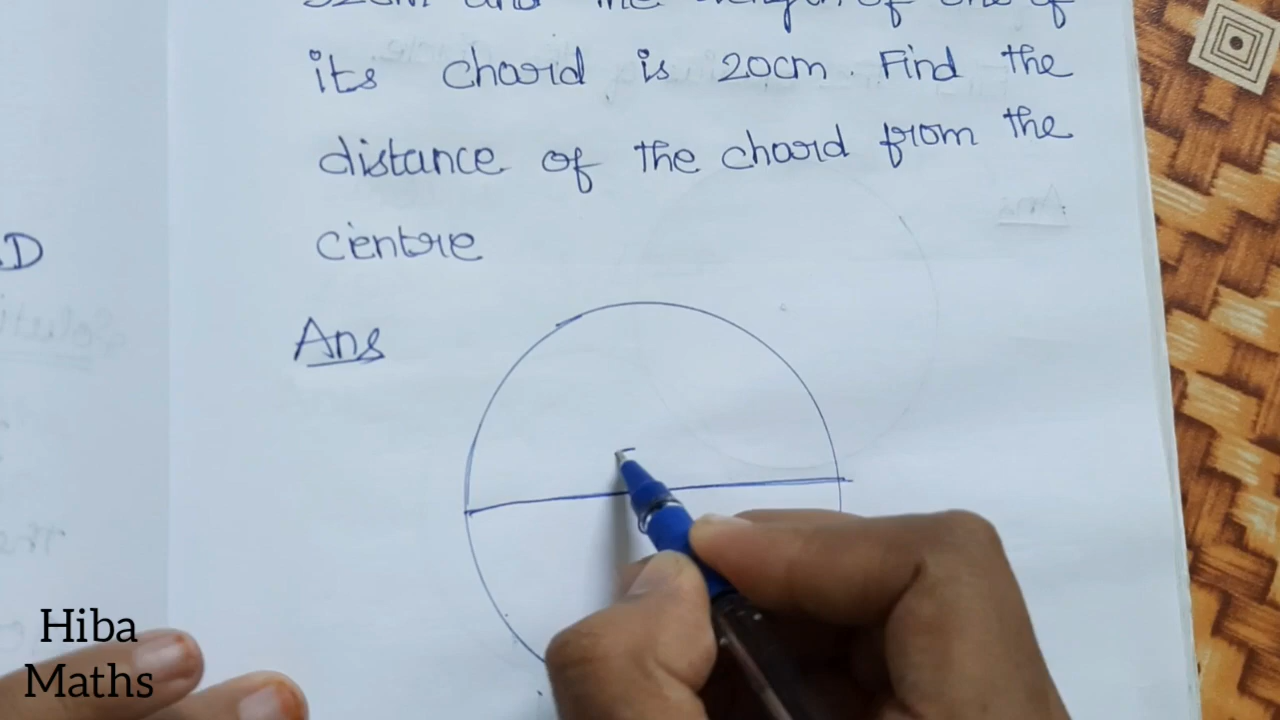 its chord is 20cm. Find the
distance of the chord from the
centre
Ans
D
Hiba
Maths